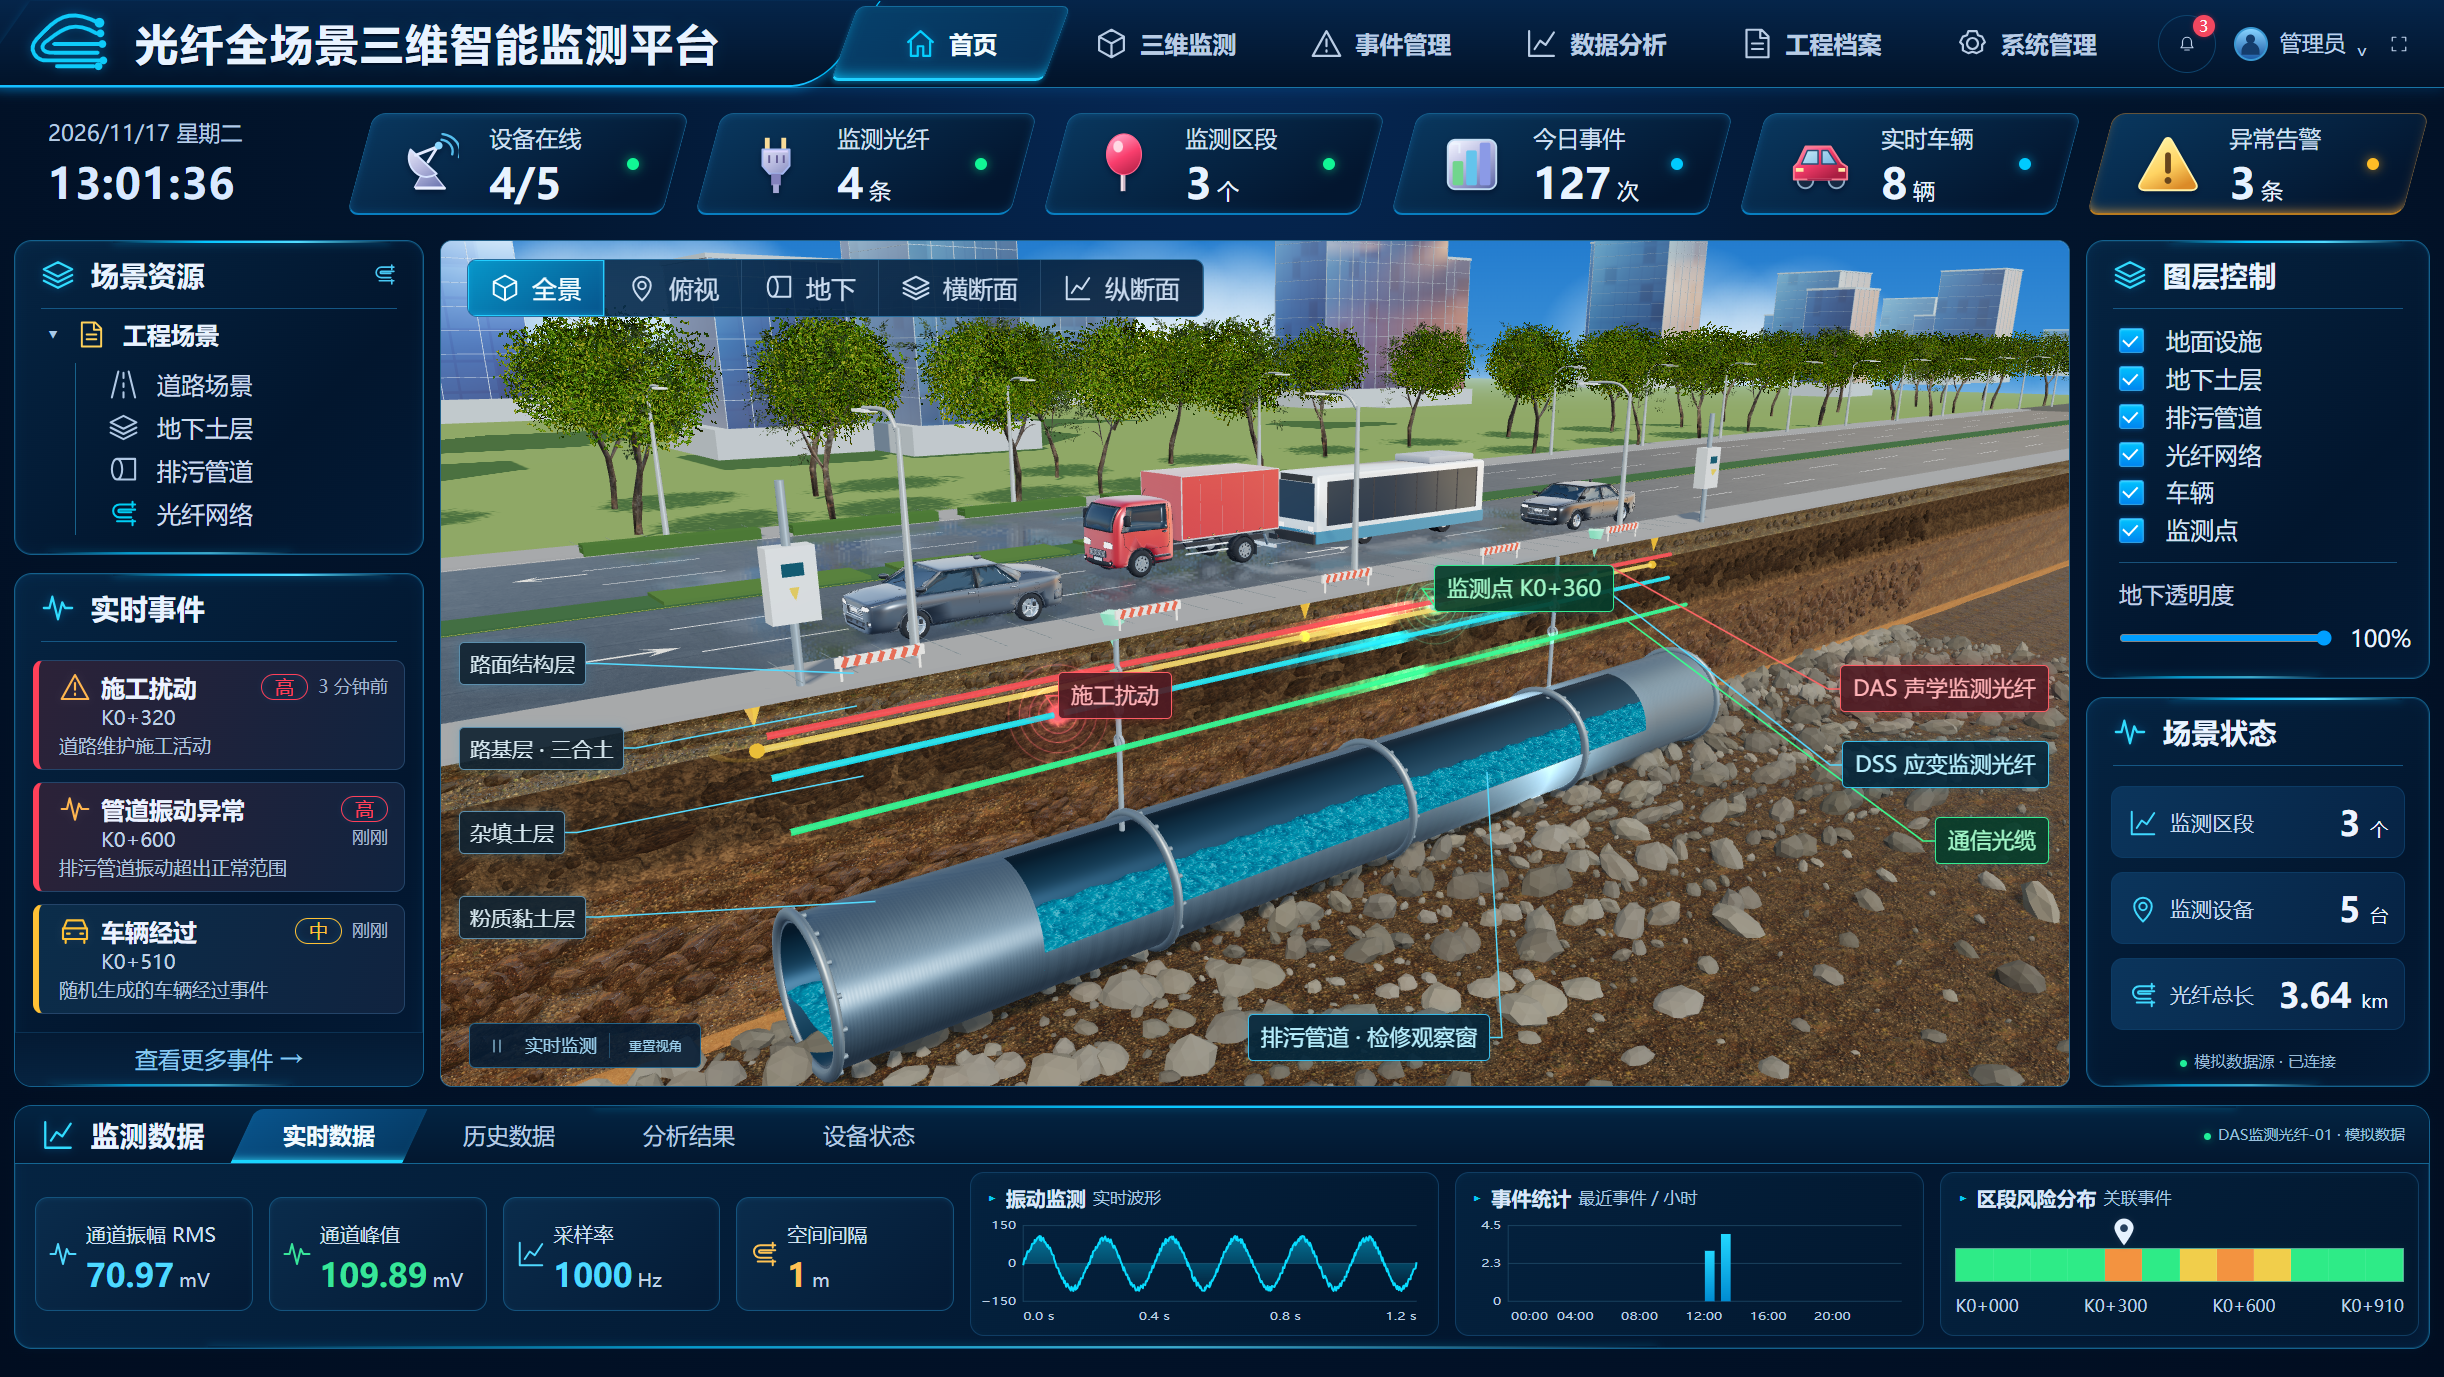 光纤全场景三维智能监测平台
首页
三维监测
事件管理
数据分析
工程档案
系统管理
3
管理员
2026/11/17 星期二
13:01:36
设备在线
4/5
监测光纤
4 条
监测区段
3 个
今日事件
127 次
实时车辆
8 辆
异常告警
3 条
场景资源
工程场景
道路场景
地下土层
排污管道
光纤网络
实时事件
施工扰动 高 3 分钟前
K0+320
道路维护施工活动
管道振动异常 高
K0+600 刚刚
排污管道振动超出正常范围
车辆经过 中 刚刚
K0+510
随机生成的车辆经过事件
查看更多事件 →
全景
俯视
地下
横断面
纵断面
监测点 K0+360
路面结构层
施工扰动
DAS 声学监测光纤
路基层 · 三合土
DSS 应变监测光纤
杂填土层
通信光缆
粉质黏土层
排污管道 · 检修观察窗
实时监测
重置视角
图层控制
地面设施
地下土层
排污管道
光纤网络
车辆
监测点
地下透明度
100%
场景状态
监测区段 3 个
监测设备 5 台
光纤总长 3.64 km
模拟数据源 · 已连接
监测数据
实时数据
历史数据
分析结果
设备状态
DAS监测光纤-01 · 模拟数据
通道振幅 RMS
70.97 mV
通道峰值
109.89 mV
采样率
1000 Hz
空间间隔
1 m
振动监测 实时波形
150
0
−150
0.0 s 0.4 s 0.8 s 1.2 s
事件统计 最近事件 / 小时
4.5
2.3
0
00:00 04:00 08:00 12:00 16:00 20:00
区段风险分布 关联事件
K0+000 K0+300 K0+600 K0+910